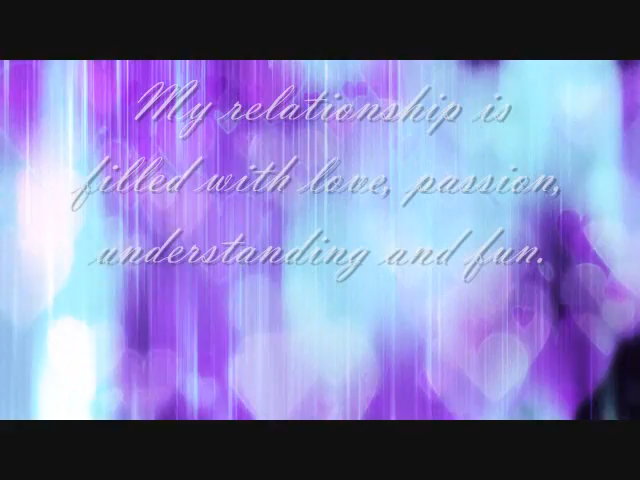 My relationship is
filled with love, passion,
understanding and fun.